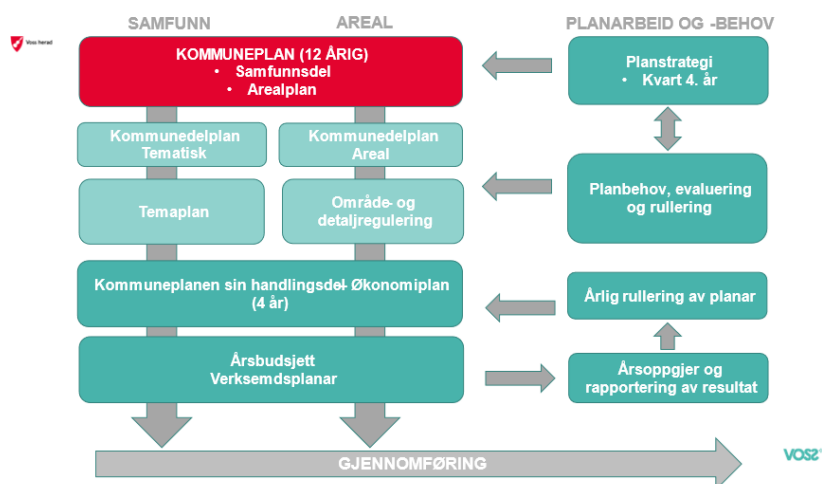 SAMFUNN
AREAL
PLANARBEID OG -BEHOV
Voss herad
KOMMUNEPLAN (12 ÅRIG)
• Samfunnsdel
• Arealplan
Planstrategi
• Kvart 4. år
Kommunedelplan
Tematisk
Kommunedelplan
Areal
Temaplan
Område- og
detaljregulering
Planbehov, evaluering
og rullering
Kommuneplanen sin handlingsdel- Økonomiplan
(4 år)
Årlig rullering av planar
Årsbudsjett
Verksemdsplanar
Årsoppgjer og
rapportering av resultat
GJENNOMFØRING
VOSS